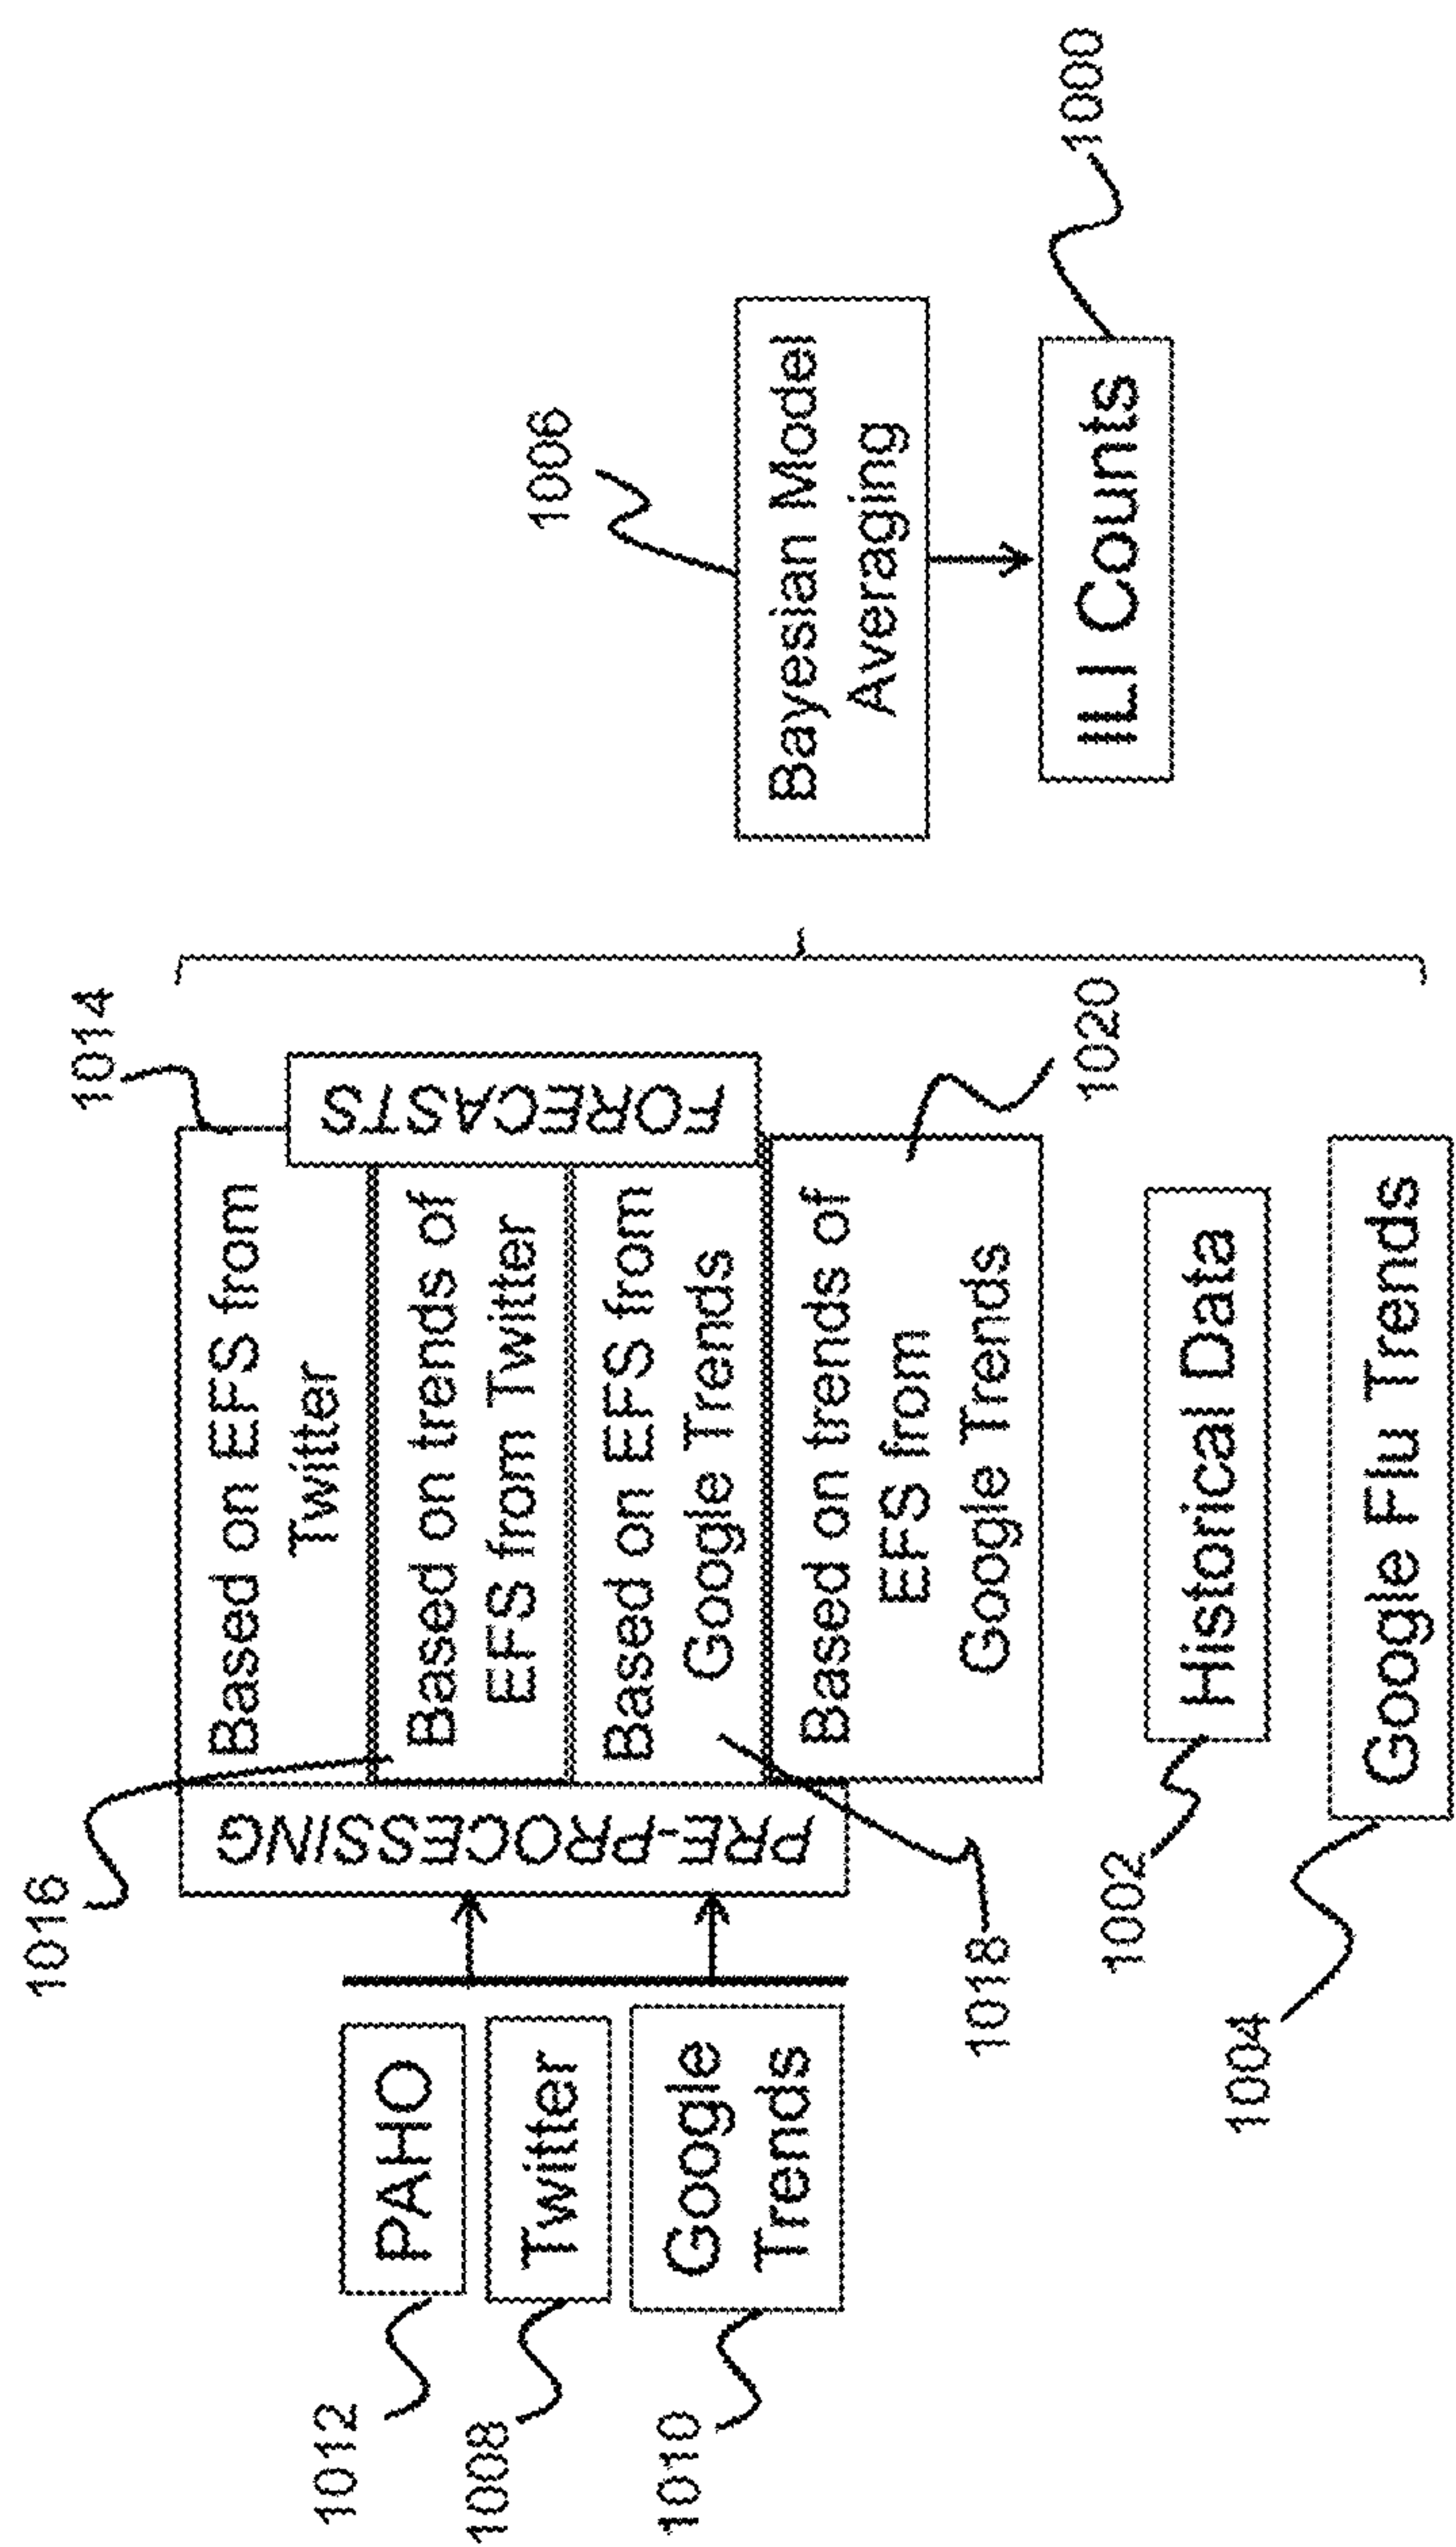 1012
PAHO
1008
Twitter
1010
Google
Trends
1016
PRE-PROCESSING
1014
Based on EFS from
Twitter
Based on trends of
EFS from Twitter
Based on EFS from
Google Trends
1018
Based on trends of
EFS from
Google Trends
1020
FORECASTS
1002
Historical Data
1004
Google Flu Trends
1006
Bayesian Model
Averaging
ILI Counts
1000